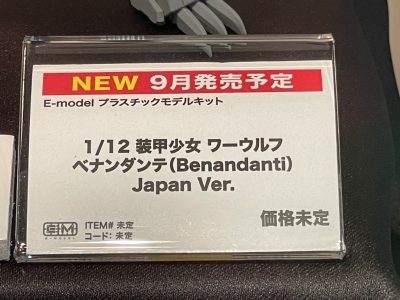 NEW 9月発売予定
E-model プラスチックモデルキット
1/12 装甲少女 ワーウルフ
ベナンダンテ(Benandanti)
Japan Ver.
EM
E-MODEL
ITEM# 未定
コード: 未定
価格未定